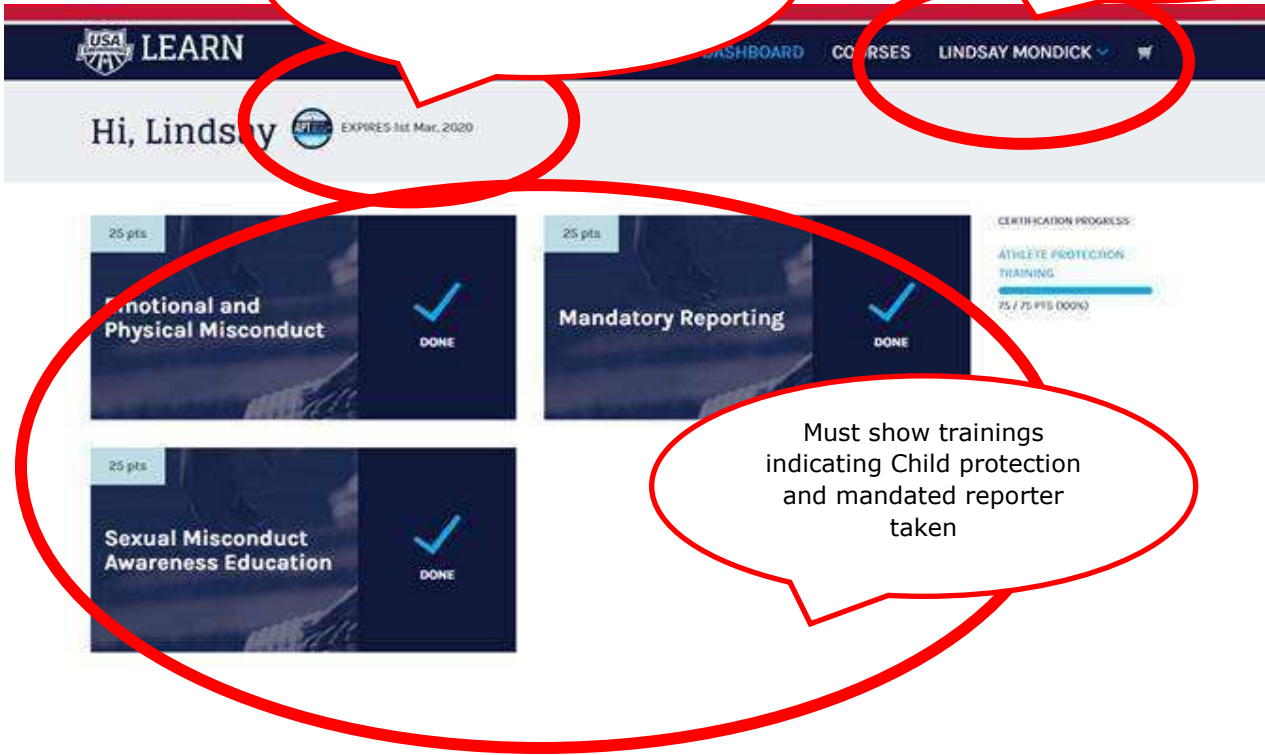 USA LEARN
DASHBOARD COURSES LINDSAY MONDICK
Hi, Lindsay APT EXPIRES 1st Mar, 2020
25 pts
Emotional and
Physical Misconduct
DONE
25 pts
Mandatory Reporting
DONE
CERTIFICATION PROGRESS
ATHLETE PROTECTION
TRAINING
75 / 75 PTS (100%)
Must show trainings
indicating Child protection
and mandated reporter
taken
25 pts
Sexual Misconduct
Awareness Education
DONE